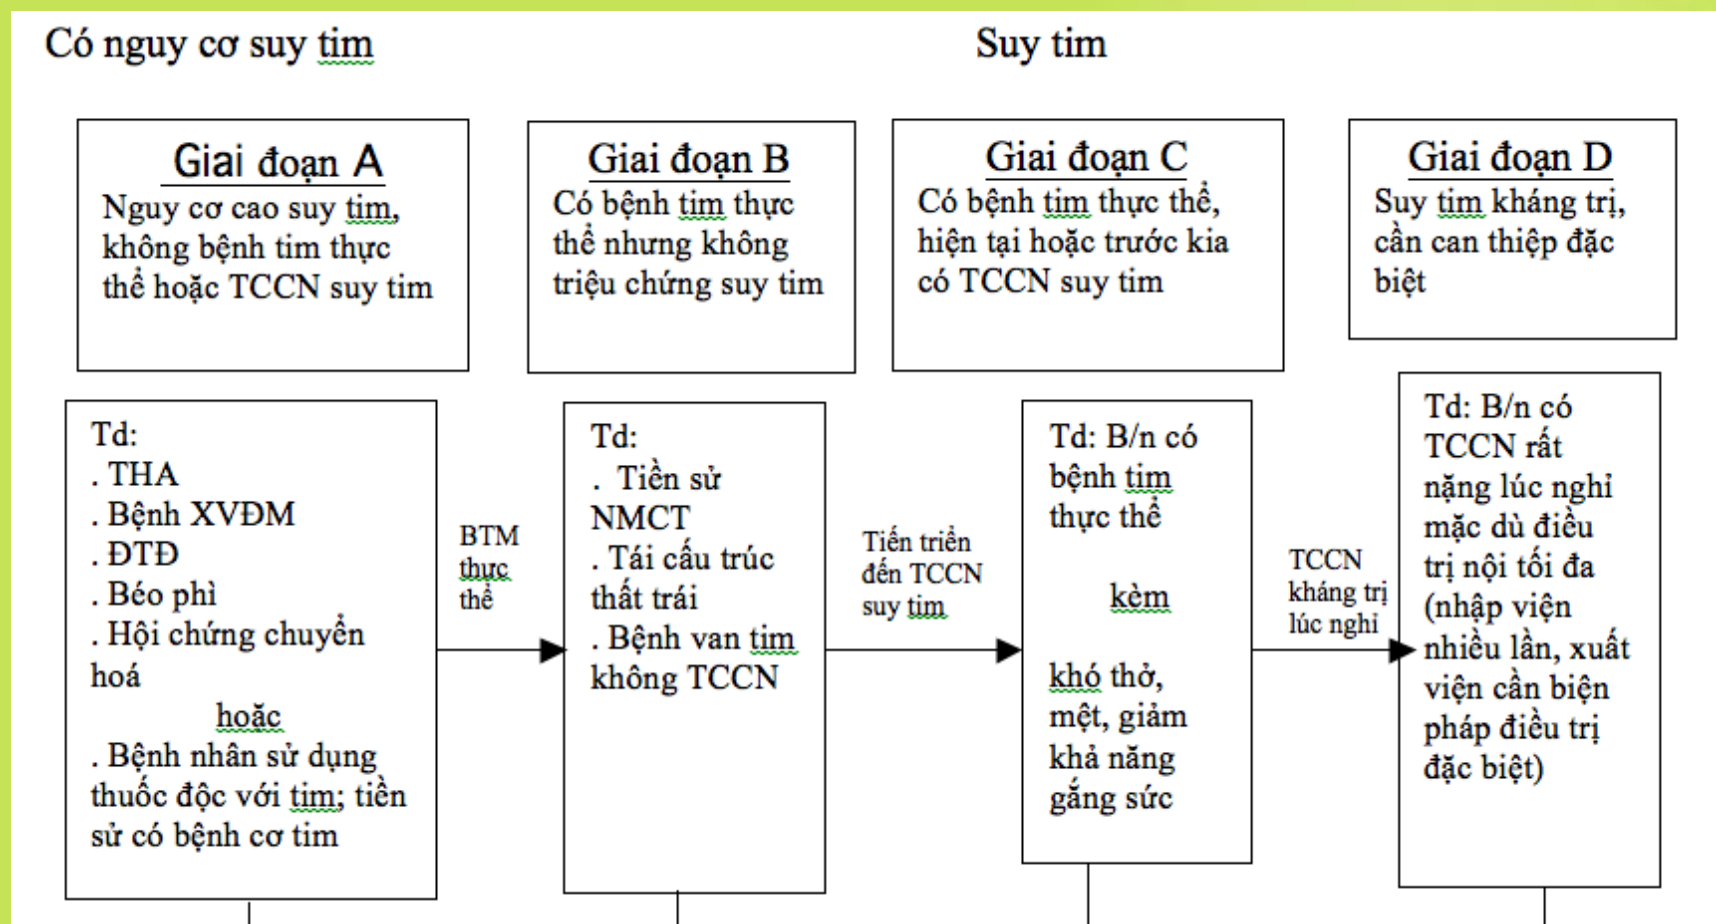 Có nguy cơ suy tim
Suy tim
Giai đoạn A
Nguy cơ cao suy tim,
không bệnh tim thực
thể hoặc TCCN suy tim
Giai đoạn B
Có bệnh tim thực
thể nhưng không
triệu chứng suy tim
Giai đoạn C
Có bệnh tim thực thể,
hiện tại hoặc trước kia
có TCCN suy tim
Giai đoạn D
Suy tim kháng trị,
cần can thiệp đặc
biệt
Td:
. THA
. Bệnh XVĐM
. ĐTĐ
. Béo phì
. Hội chứng chuyển
hoá
hoặc
. Bệnh nhân sử dụng
thuốc độc với tim; tiền
sử có bệnh cơ tim
BTM
thực
thể
Td:
. Tiền sử
NMCT
. Tái cấu trúc
thất trái
. Bệnh van tim
không TCCN
Tiến triển
đến TCCN
suy tim
Td: B/n có
bệnh tim
thực thể
kèm
khó thở,
mệt, giảm
khả năng
gắng sức
TCCN
kháng trị
lúc nghỉ
Td: B/n có
TCCN rất
nặng lúc nghỉ
mặc dù điều
trị nội tối đa
(nhập viện
nhiều lần, xuất
viện cần biện
pháp điều trị
đặc biệt)